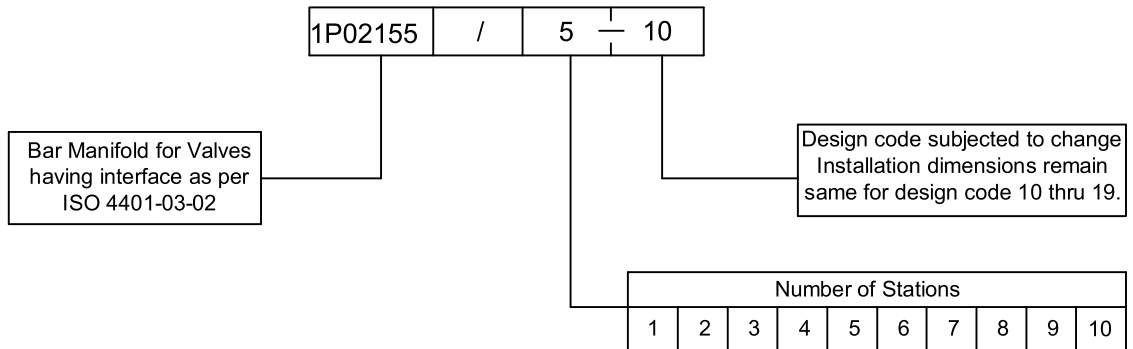 1P02155 / 5 — 10
Bar Manifold for Valves
having interface as per
ISO 4401-03-02
Design code subjected to change
Installation dimensions remain
same for design code 10 thru 19.
Number of Stations
1 2 3 4 5 6 7 8 9 10